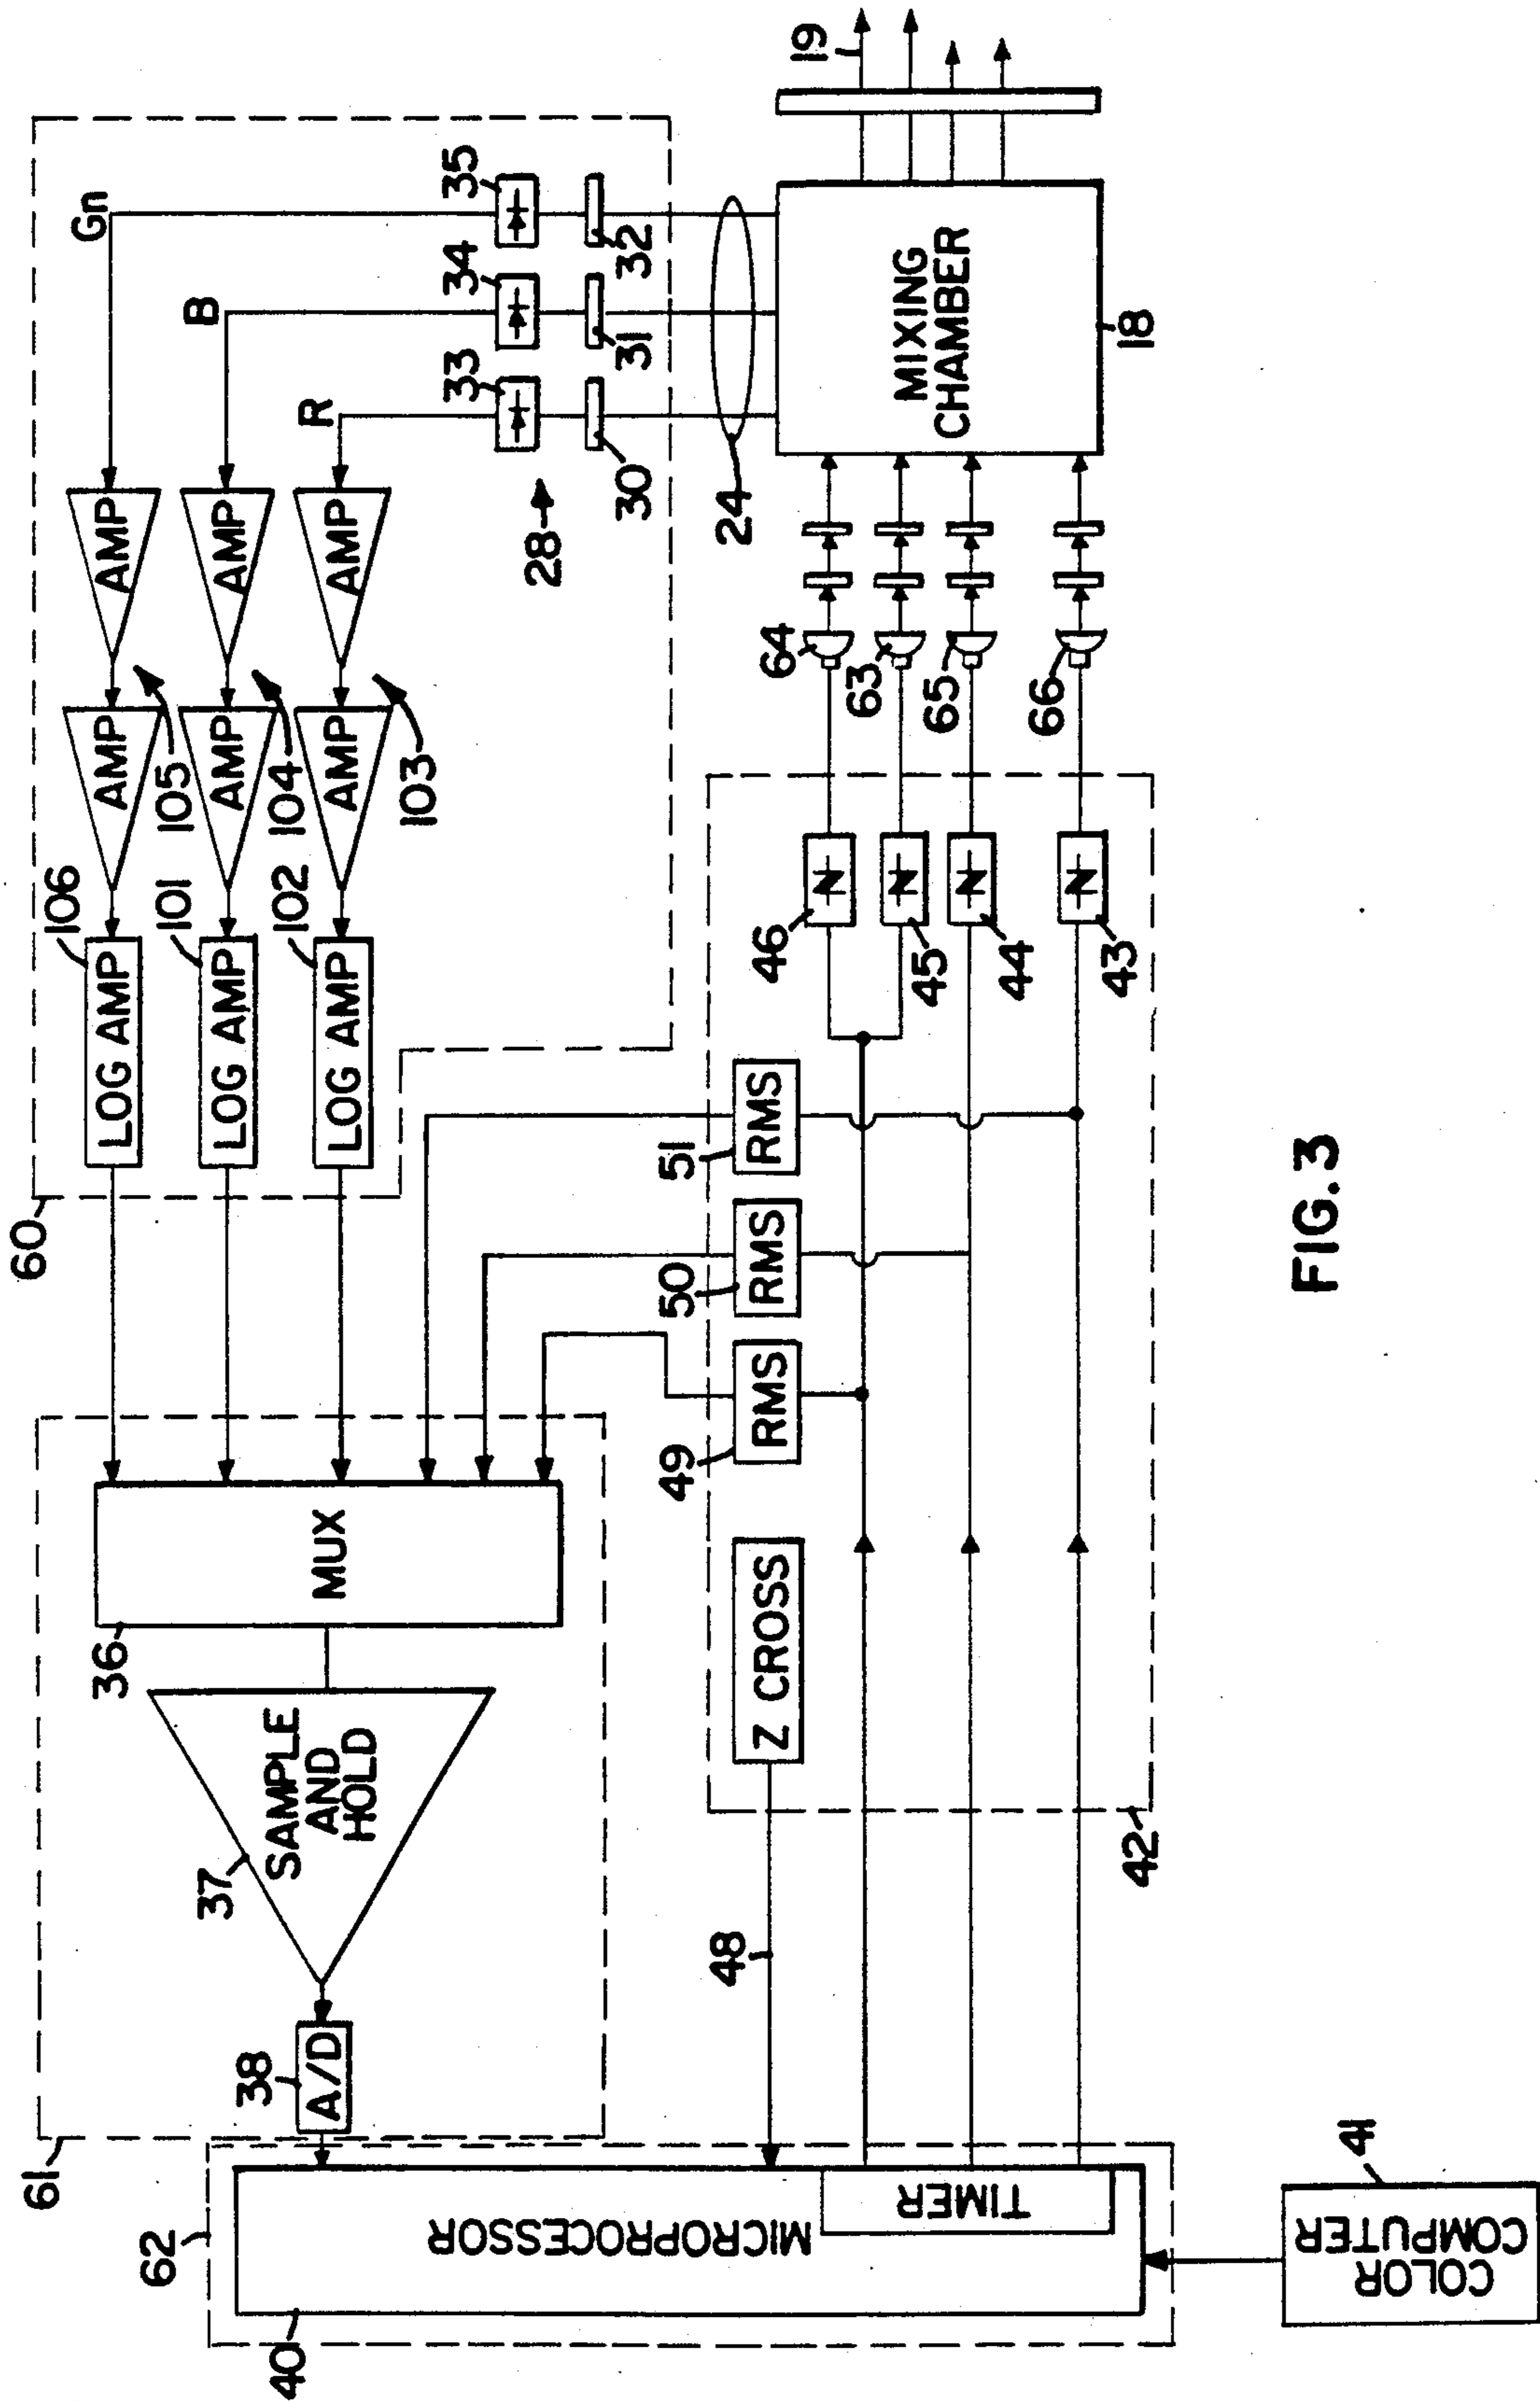 60
106
LOG AMP
AMP
AMP
Gn
105
101
LOG AMP
AMP
AMP
B
104
102
LOG AMP
AMP
AMP
R
103
28
33
34
35
30
31
32
24
19
61
36
MUX
37
SAMPLE
AND
HOLD
38
A/D
62
40
MICROPROCESSOR
TIMER
48
42
Z CROSS
49
RMS
50
RMS
51
RMS
46
45
44
43
64
63
65
66
MIXING
CHAMBER
18
41
COLOR
COMPUTER
FIG. 3